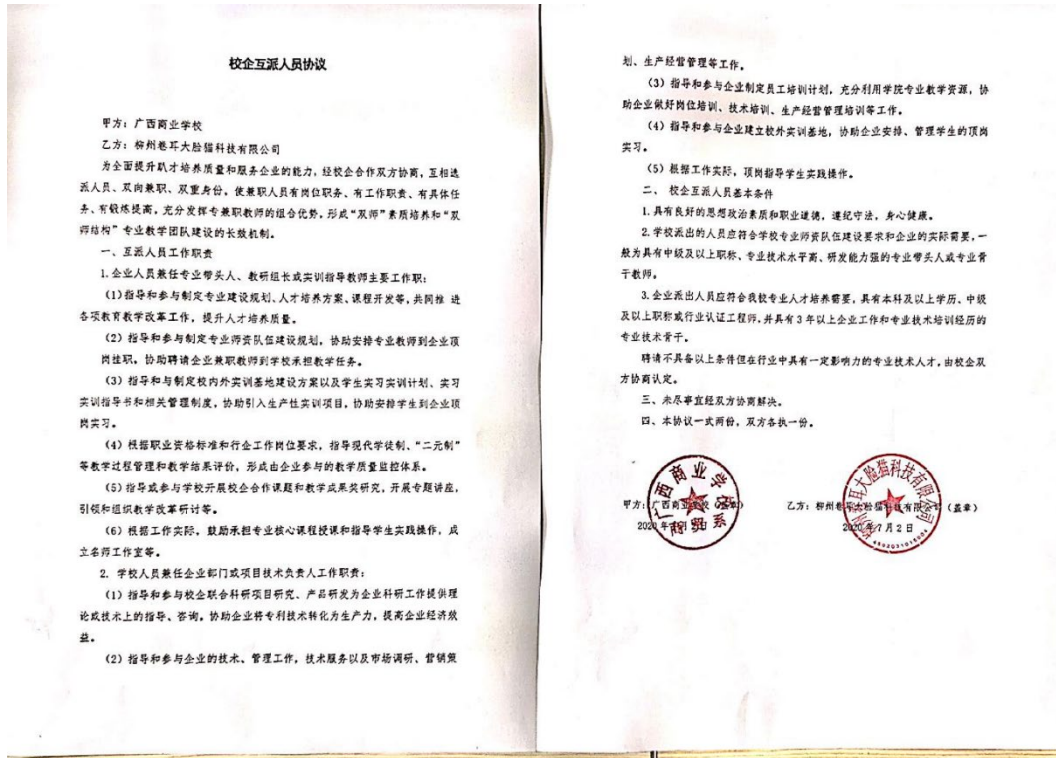 校企互派人员协议
甲方：广西商业学校
乙方：柳州卷耳大脸猫科技有限公司
为全面提升趴才培养质量和服务企业的能力，经校企合作双方协商，互相选
派人员、双向兼职、双重身份。使兼职人员有岗位职务、有工作职责、有具体任
务、有锻炼提高。充分发挥专兼职教师的组合优势。形成“双师”素质培养和“双
师结构”专业教学团队建设的长效机制。
一、互派人员工作职责
1.企业人员兼任专业带头人、教研组长或实训指导教师主要工作职：
（1)指导和参与制定专业建设规划、人才培养方案、课程开发等，共同推 进
各项教育教学改革工作，提升人才培养质量。
（2）指导和参与制定专业师资队伍建设规划，协助安排专业教师到企业顶
岗挂职，协助聘请企业兼职教师到学校承担教学任务。
（3）指导和与制定校内外实训基地建设方案以及学生实习实训计划、实习
实训指导书和相关管理制度，协助引入生产性实训项目，协助安排学生到企业顶
岗实习。
（4）根据职业资格标准和行企工作岗位要求，指导现代学徒制、“二元制”
等教学过程管理和教学结果评价，形成由企业参与的教学质量监控体系。
（5)指导或参与学校开展校企合作课题和教学成果奖研究，开展专题讲座，
引领和组织教学改革研讨等。
（6）根据工作实际，鼓励承担专业核心课程授课和指导学生实践操作，成
立名师工作室等。
2. 学校人员兼任企业部门或项目技术负责人工作职责：
（1）指导和参与校企联合科研项目研究、产品研发为企业科研工作提供理
论或技术上的指导、咨询。协助企业将专利技术转化为生产力，提高企业经济效
益。
（2）指导和参与企业的技术、管理工作，技术服务以及市场调研、营销策
划、生产经营管理等工作。
（3）指导和参与企业制定员工培训计划，充分利用学院专业教学资源，协
助企业做好岗位培训、技术培训、生产经营管理培训等工作。
（4）指导和参与企业建立校外实训基地，协助企业安排、管理学生的顶岗
实习。
（5）根据工作实际，顶岗指导学生实践操作。
二、 校企互派人员基本条件
1.具有良好的思想政治素质和职业道德，遵纪守法，身心健康。
2.学校派出的人员应符合学校专业师资队伍建设要求和企业的实际需要，一
般为具有中级及以上职称、专业技术水平高、研发能力强的专业带头人或专业骨
干教师。
3.企业派出人员应符合我校专业人才培养需要，具有本科及以上学历、中级
及以上职称或行业认证工程师，并具有3年以上企业工作和专业技术培训经历的
专业技术骨干。
聘请不具备以上条件但在行业中具有一定影响力的专业技术人才，由校企双
方协商认定。
三、未尽事宜经双方协商解决。
四、本协议一式两份，双方各执一份。
广西商业学校
商贸系
柳州卷耳大脸猫科技有限公司
甲方：广西商业学校（盖章）
乙方：柳州卷耳大脸猫科技有限公司（盖章）
2020年7月2日
2020年7月2日